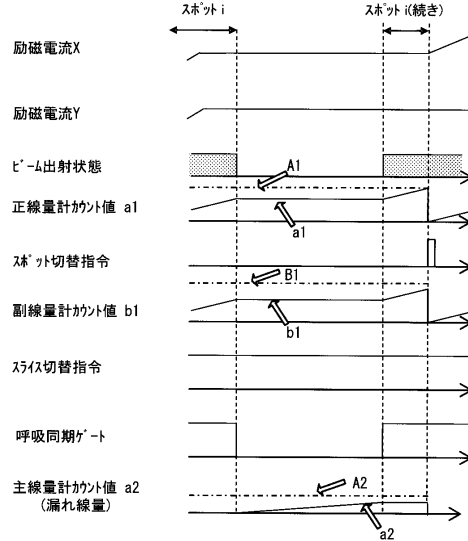 スポット i
スポット i(続き)
励磁電流X
励磁電流Y
ビーム出射状態
A1
正線量計カウント値 a1
a1
スポット切替指令
B1
副線量計カウント値 b1
b1
スライス切替指令
呼吸同期ゲート
主線量計カウント値 a2
(漏れ線量)
A2
a2